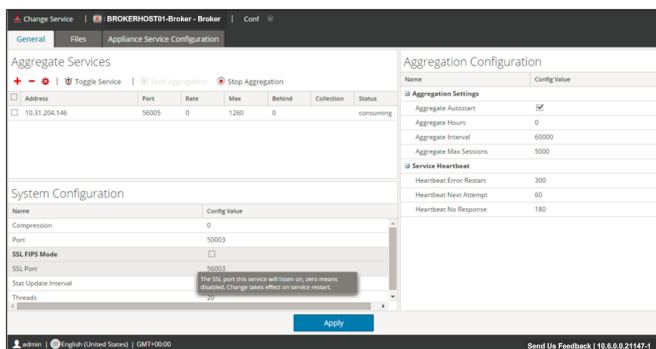 Change Service | BROKERHOST01-Broker - Broker | Conf
General Files Appliance Service Configuration
Aggregate Services
Toggle Service | Start Aggregation Stop Aggregation
Address Port Rate Max Behind Collection Status
10.31.204.146 56005 0 1260 0 consuming
System Configuration
Name Config Value
Compression 0
Port 50003
SSL FIPS Mode
SSL Port 56003
Stat Update Interval
The SSL port this service will listen on, zero means
disabled. Change takes effect on service restart.
Threads 20
Aggregation Configuration
Name Config Value
Aggregation Settings
Aggregate Autostart
Aggregate Hours 0
Aggregate Interval 60000
Aggregate Max Sessions 5000
Service Heartbeat
Heartbeat Error Restart 300
Heartbeat Next Attempt 60
Heartbeat No Response 180
Apply
admin | English (United States) | GMT+00:00
Send Us Feedback | 10.6.0.0.21147-1